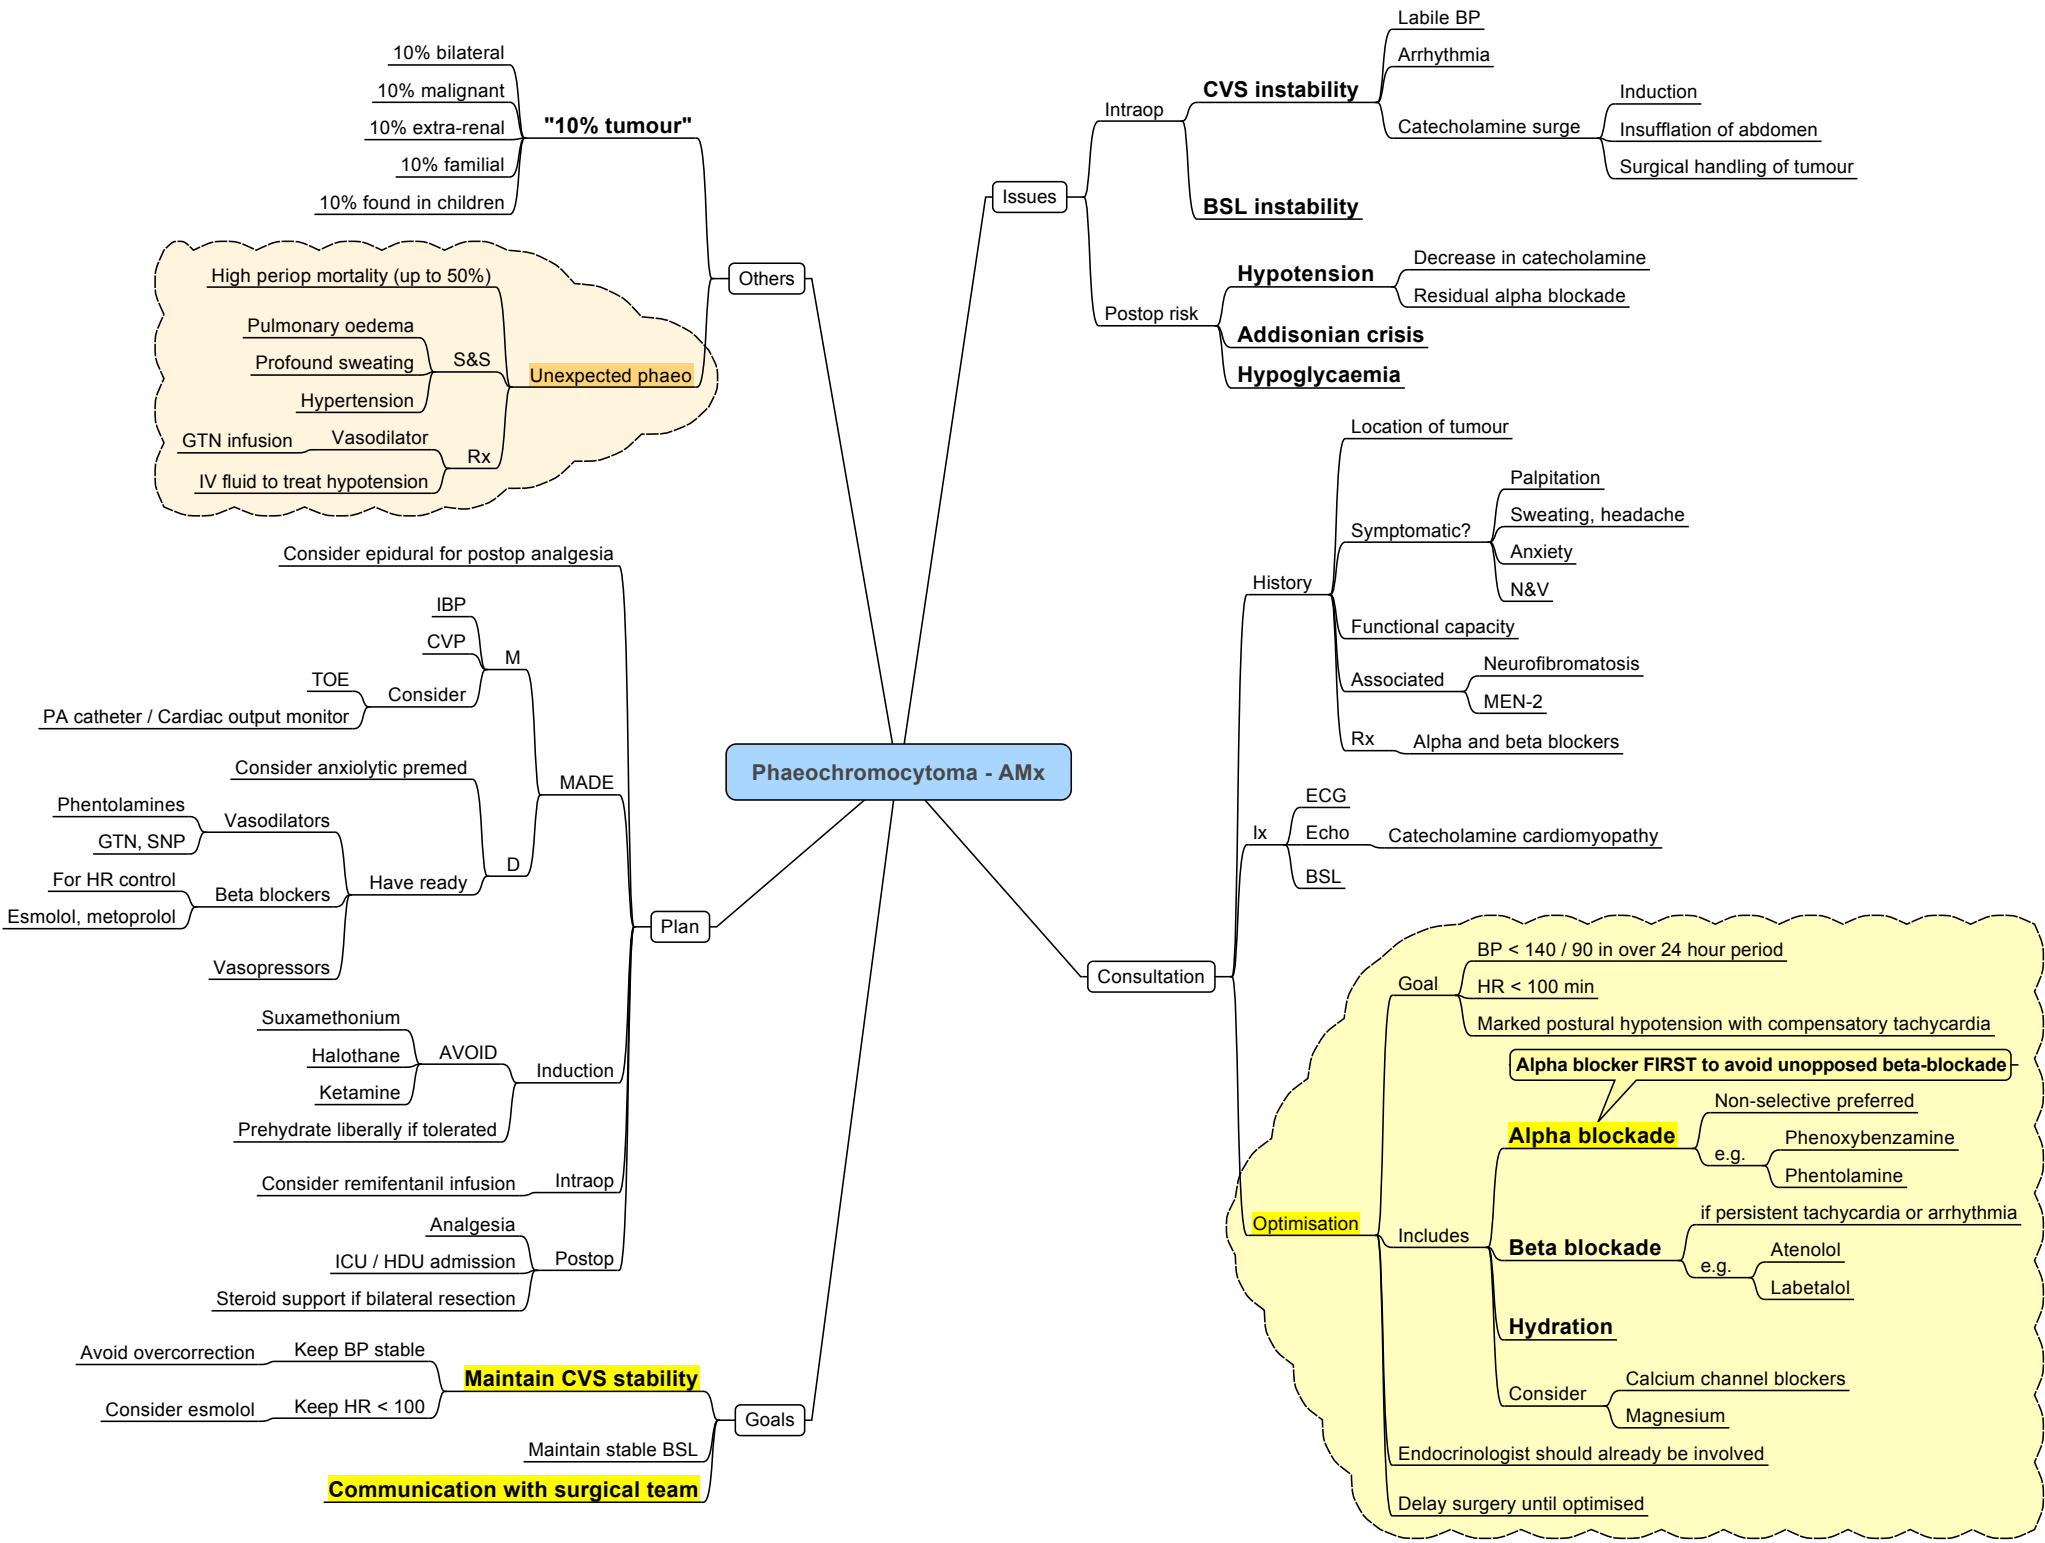 Phaeochromocytoma - AMx
Issues
Intraop
CVS instability
Labile BP
Arrhythmia
Catecholamine surge
Induction
Insufflation of abdomen
Surgical handling of tumour
BSL instability
Postop risk
Hypotension
Decrease in catecholamine
Residual alpha blockade
Addisonian crisis
Hypoglycaemia
Consultation
History
Location of tumour
Symptomatic?
Palpitation
Sweating, headache
Anxiety
N&V
Functional capacity
Associated
Neurofibromatosis
MEN-2
Rx
Alpha and beta blockers
Ix
ECG
Echo
Catecholamine cardiomyopathy
BSL
Optimisation
Goal
BP < 140 / 90 in over 24 hour period
HR < 100 min
Marked postural hypotension with compensatory tachycardia
Includes
Alpha blocker FIRST to avoid unopposed beta-blockade
Alpha blockade
Non-selective preferred
e.g.
Phenoxybenzamine
Phentolamine
Beta blockade
if persistent tachycardia or arrhythmia
e.g.
Atenolol
Labetalol
Hydration
Consider
Calcium channel blockers
Magnesium
Endocrinologist should already be involved
Delay surgery until optimised
Others
"10% tumour"
10% bilateral
10% malignant
10% extra-renal
10% familial
10% found in children
Unexpected phaeo
High periop mortality (up to 50%)
S&S
Pulmonary oedema
Profound sweating
Hypertension
Rx
Vasodilator
GTN infusion
IV fluid to treat hypotension
Plan
Consider epidural for postop analgesia
MADE
M
IBP
CVP
Consider
TOE
PA catheter / Cardiac output monitor
D
Consider anxiolytic premed
Have ready
Vasodilators
Phentolamines
GTN, SNP
Beta blockers
For HR control
Esmolol, metoprolol
Vasopressors
Induction
AVOID
Suxamethonium
Halothane
Ketamine
Prehydrate liberally if tolerated
Intraop
Consider remifentanil infusion
Postop
Analgesia
ICU / HDU admission
Steroid support if bilateral resection
Goals
Maintain CVS stability
Keep BP stable
Avoid overcorrection
Keep HR < 100
Consider esmolol
Maintain stable BSL
Communication with surgical team